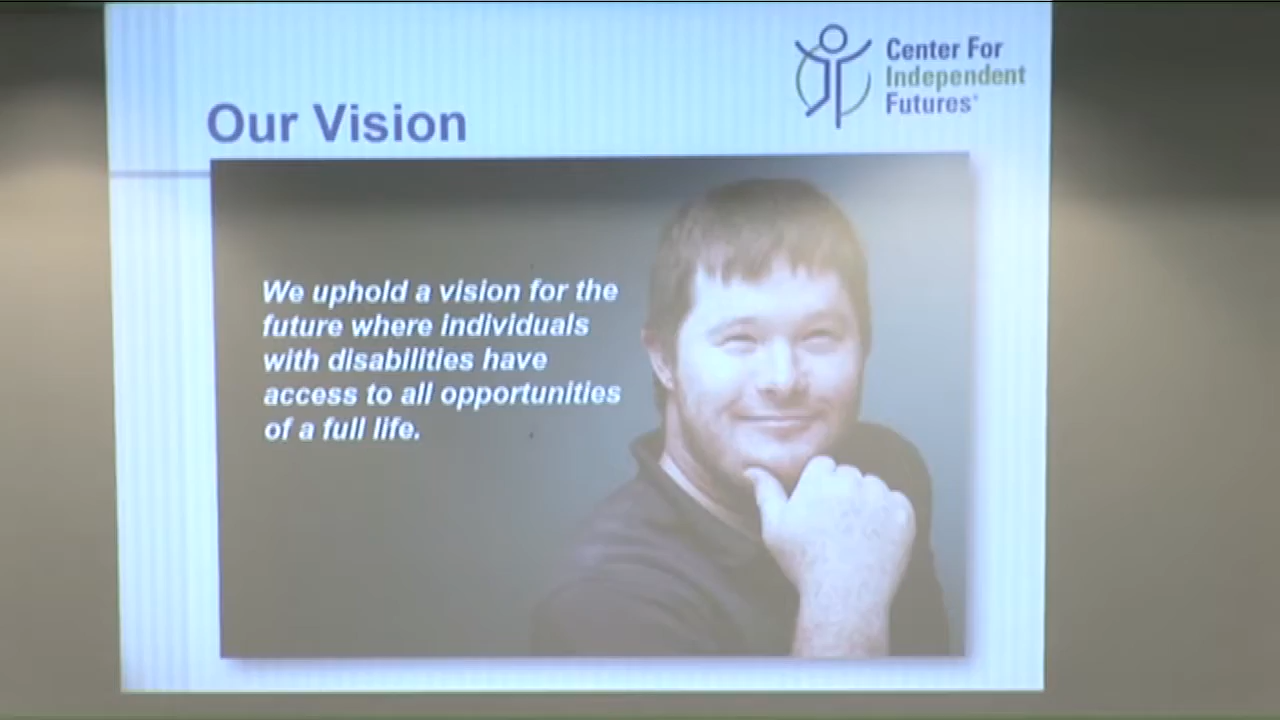 Center For
Independent
Futures
Our Vision
We uphold a vision for the
future where individuals
with disabilities have
access to all opportunities
of a full life.